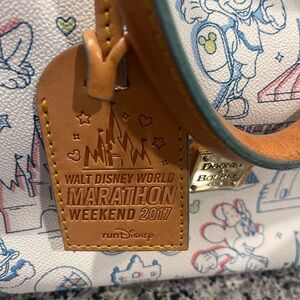 WALT DISNEY WORLD
MARATHON
WEEKEND 2017
runDisney
DOONEY
& BOURKE